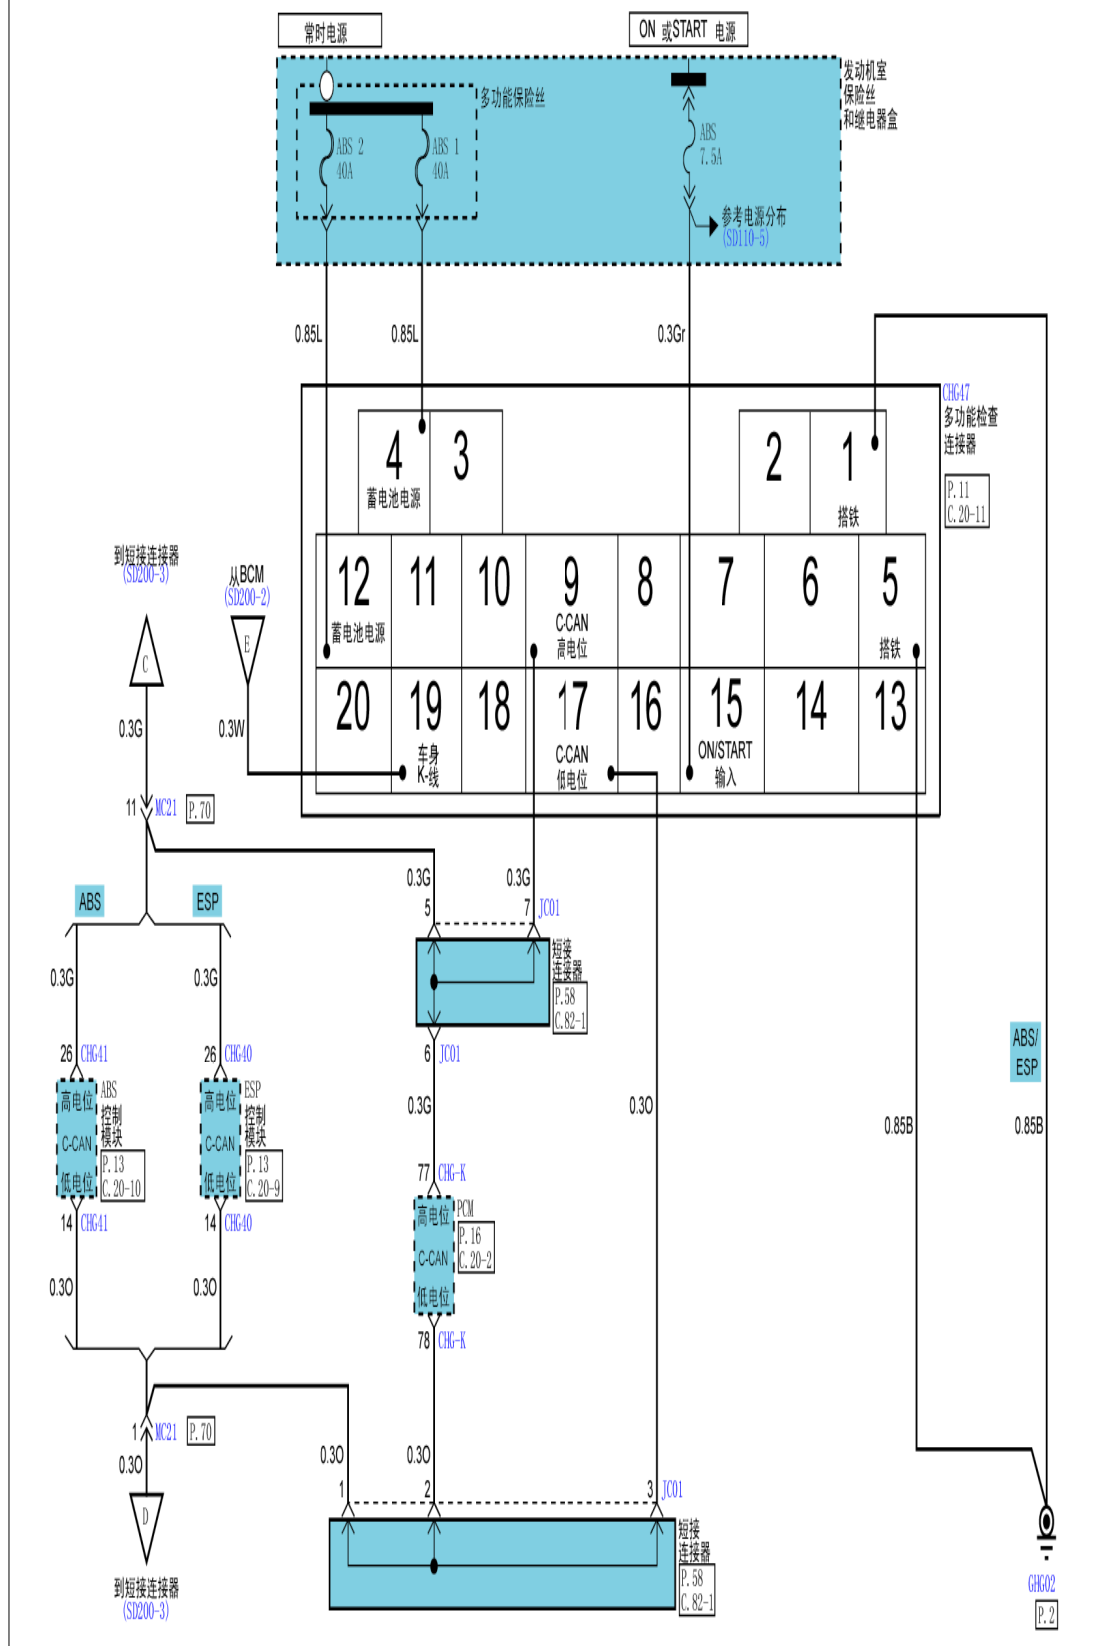 常时电源
ON 或START 电源
发动机室
保险丝
和继电器盒
多功能保险丝
ABS 2
40A
ABS 1
40A
ABS
7.5A
参考电源分布
(SD110-5)
0.85L
0.85L
0.3Gr
CHG47
多功能检查
连接器
P.11
C.20-11
4
蓄电池电源
3
2
1
搭铁
12
蓄电池电源
11
10
9
C-CAN
高电位
8
7
6
5
搭铁
20
19
车身
K-线
18
17
C-CAN
低电位
16
15
ON/START
输入
14
13
到短接连接器
(SD200-3)
C
从BCM
(SD200-2)
E
0.3G
0.3W
11
MC21
P.70
ABS
ESP
0.3G
0.3G
0.3G
5
0.3G
7
JC01
短接
连接器
P.58
C.82-1
6
JC01
26
CHG41
26
CHG40
高电位
C-CAN
低电位
ABS
控制
模块
P.13
C.20-10
高电位
C-CAN
低电位
ESP
控制
模块
P.13
C.20-9
14
CHG41
14
CHG40
0.3G
0.3O
77
CHG-K
高电位
C-CAN
低电位
PCM
P.16
C.20-2
78
CHG-K
ABS/
ESP
0.85B
0.85B
0.3O
0.3O
1
MC21
P.70
0.3O
D
到短接连接器
(SD200-3)
0.3O
1
0.3O
2
3
JC01
短接
连接器
P.58
C.82-1
GHG02
P.2